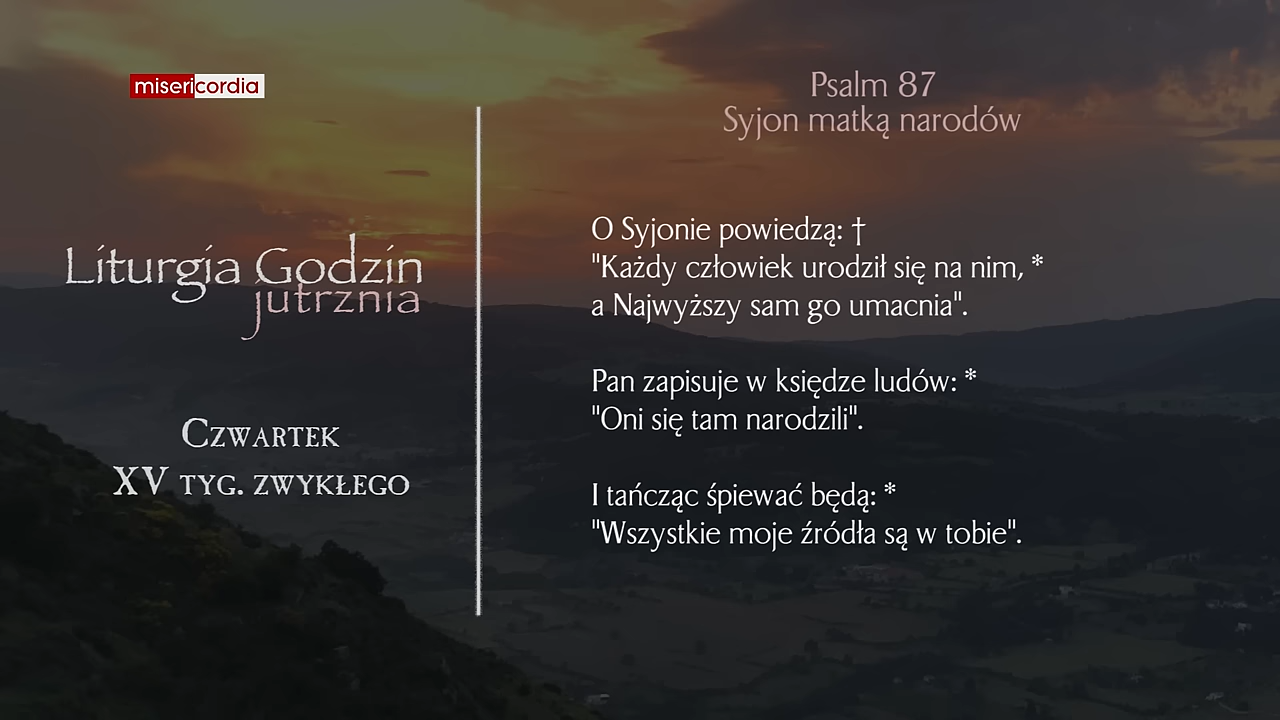 misericordia
Liturgia Godzin
jutrznia
Czwartek
XV tyg. zwykłego
Psalm 87
Syjon matką narodów
O Syjonie powiedzą: †
"Każdy człowiek urodził się na nim, *
a Najwyższy sam go umacnia".
Pan zapisuje w księdze ludów: *
"Oni się tam narodzili".
I tańcząc śpiewać będą: *
"Wszystkie moje źródła są w tobie".